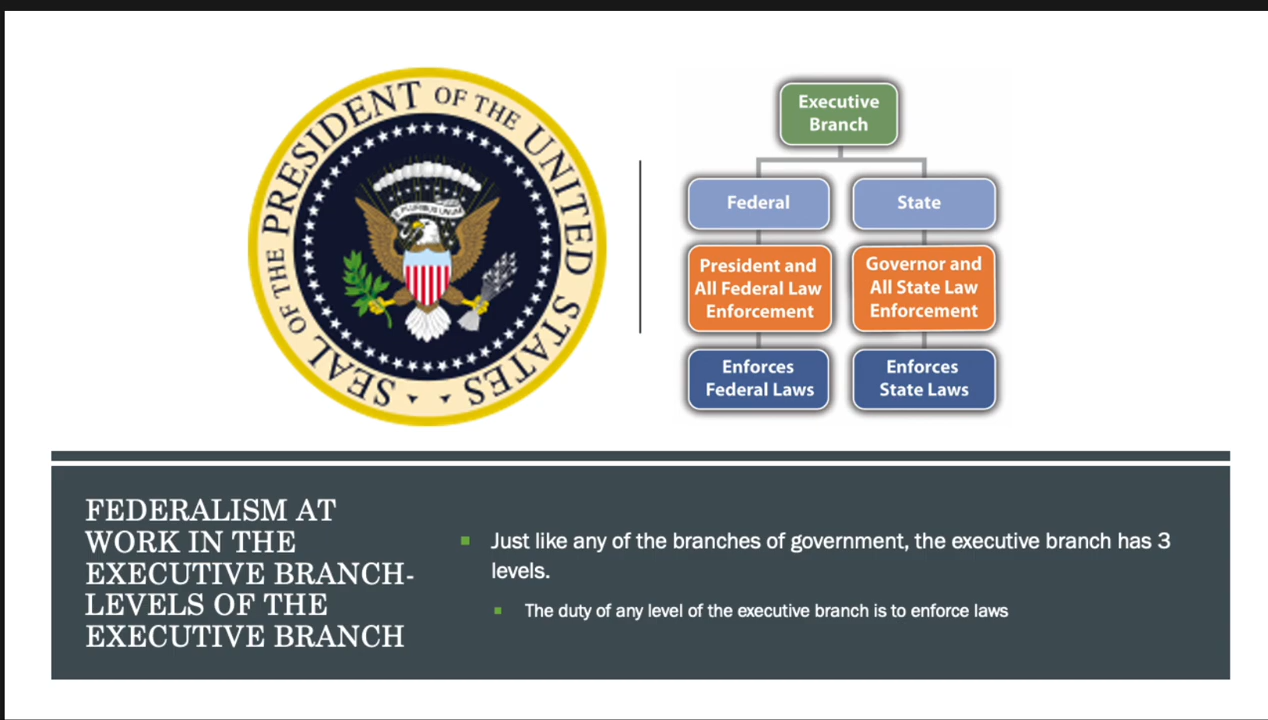 SEAL OF THE PRESIDENT OF THE UNITED STATES
E PLURIBUS UNUM
Executive
Branch
Federal
State
President and
All Federal Law
Enforcement
Governor and
All State Law
Enforcement
Enforces
Federal Laws
Enforces
State Laws
FEDERALISM AT
WORK IN THE
EXECUTIVE BRANCH-
LEVELS OF THE
EXECUTIVE BRANCH
Just like any of the branches of government, the executive branch has 3
levels.
The duty of any level of the executive branch is to enforce laws